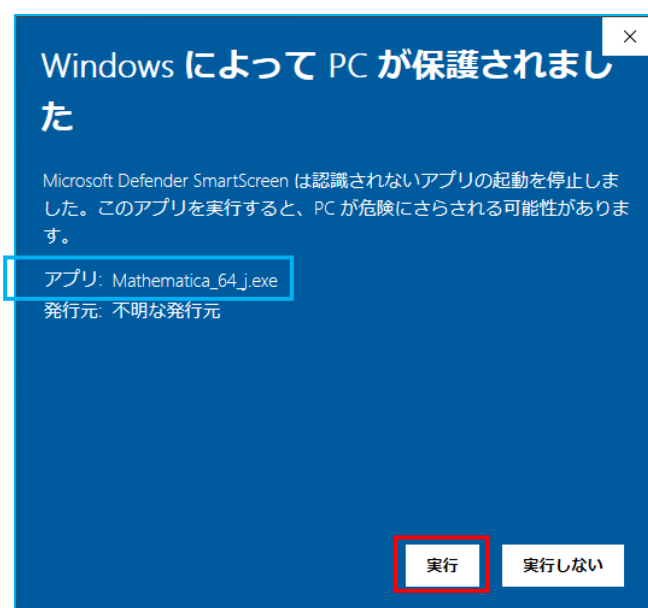 Windows によって PC が保護されまし
た
Microsoft Defender SmartScreen は認識されないアプリの起動を停止しま
した。このアプリを実行すると、PC が危険にさらされる可能性がありま
す。
アプリ: Mathematica_64_j.exe
発行元: 不明な発行元
実行 実行しない